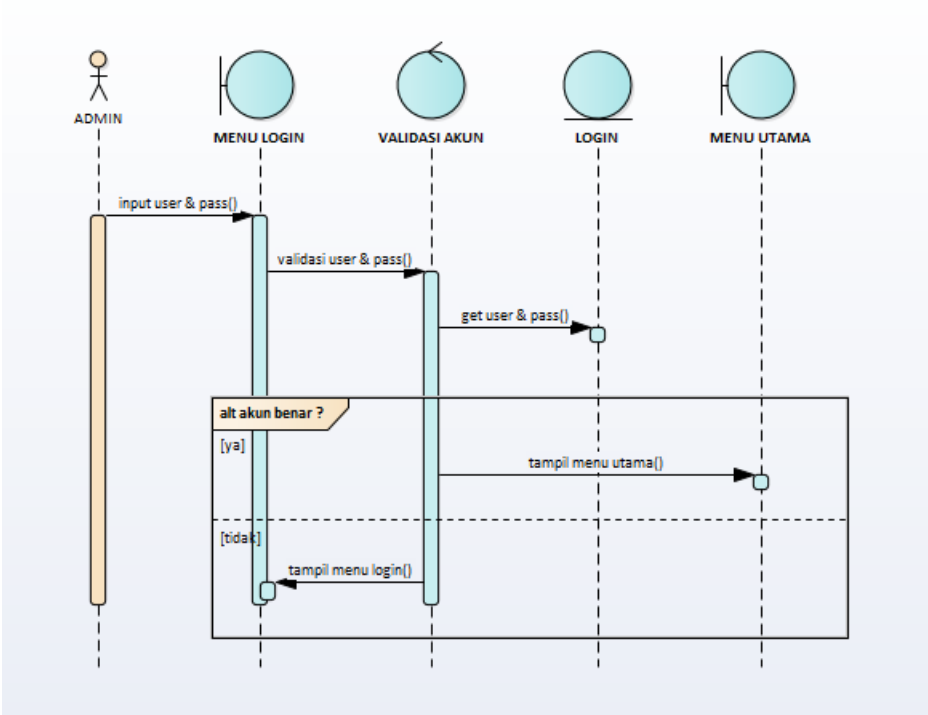 ADMIN
MENU LOGIN
VALIDASI AKUN
LOGIN
MENU UTAMA
input user & pass()
validasi user & pass()
get user & pass()
alt akun benar ?
[ya]
tampil menu utama()
[tidak]
tampil menu login()